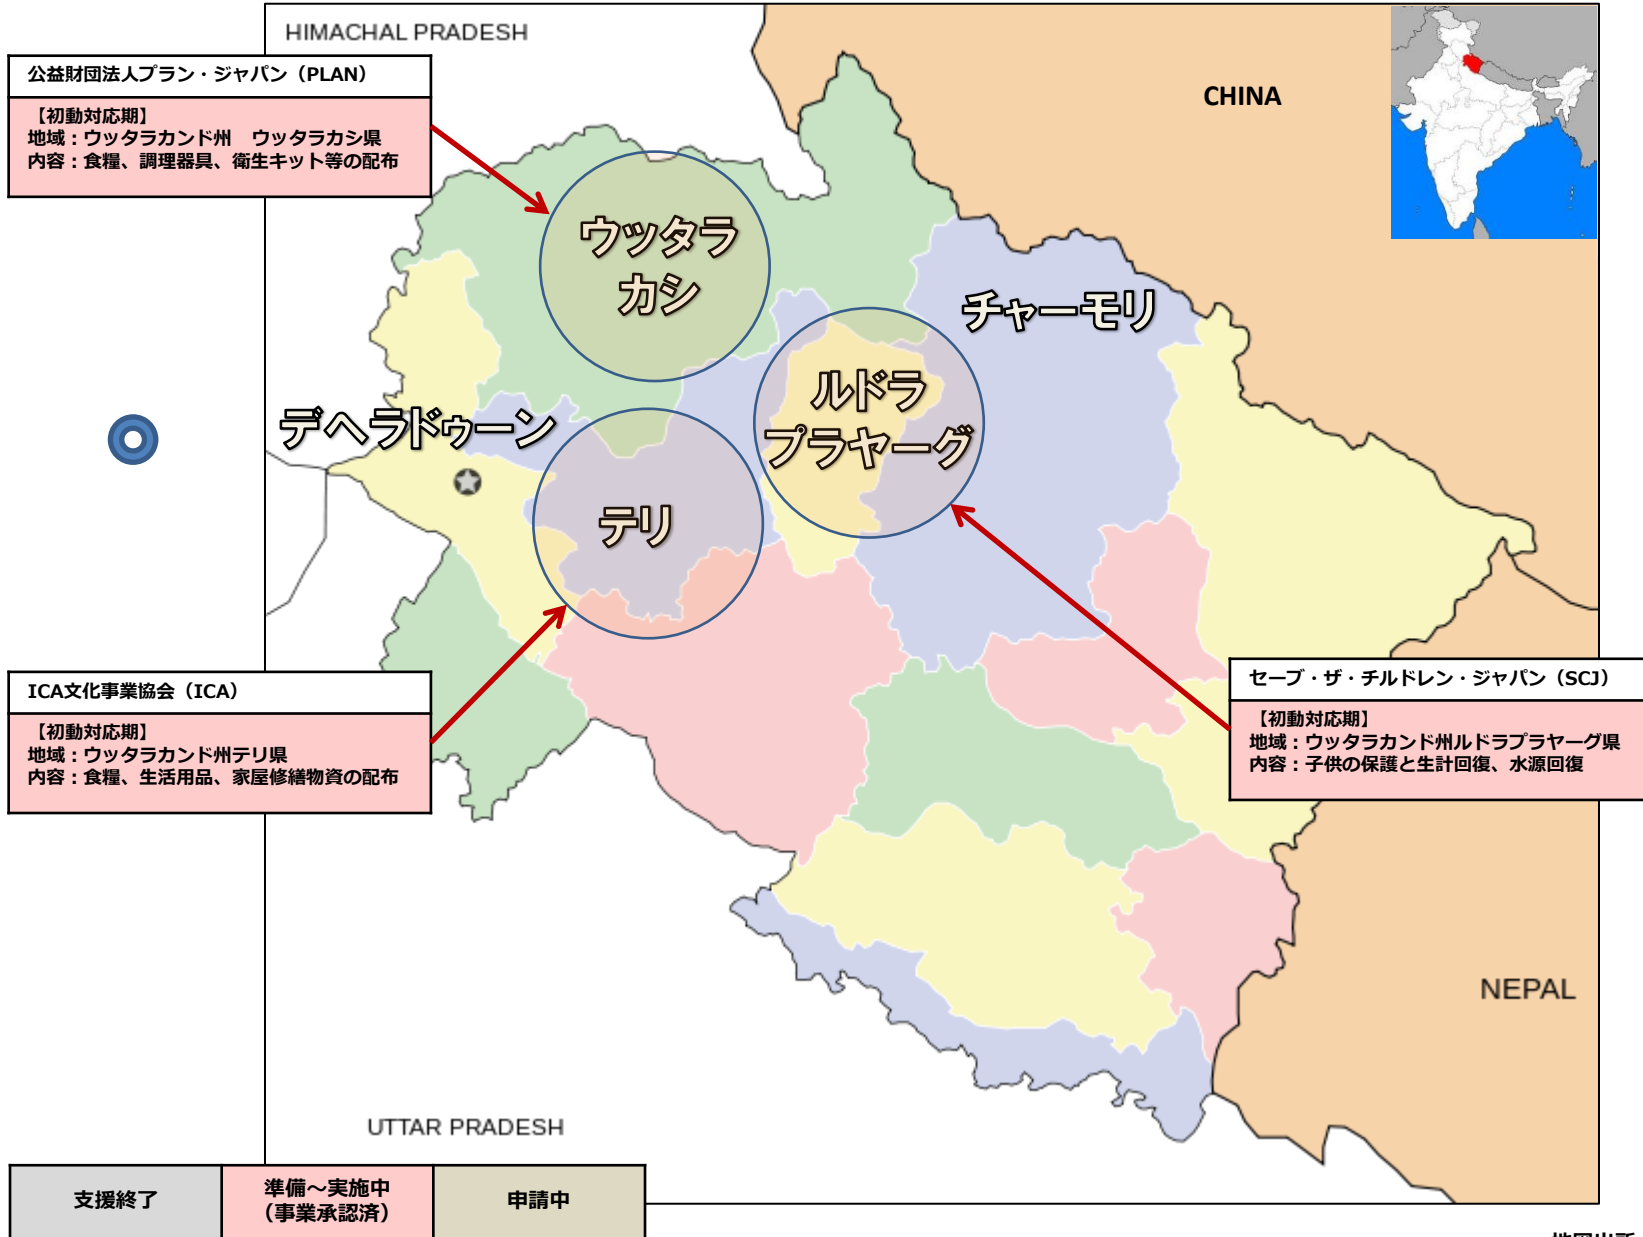 HIMACHAL PRADESH
公益財団法人プラン・ジャパン（PLAN）
【初動対応期】
地域：ウッタラカンド州　ウッタラカシ県
内容：食糧、調理器具、衛生キット等の配布
CHINA
ウッタラ
カシ
チャーモリ
ルドラ
プラヤーグ
デヘラドゥーン
テリ
ICA文化事業協会（ICA）
【初動対応期】
地域：ウッタラカンド州テリ県
内容：食糧、生活用品、家屋修繕物資の配布
セーブ・ザ・チルドレン・ジャパン（SCJ）
【初動対応期】
地域：ウッタラカンド州ルドラプラヤーグ県
内容：子供の保護と生計回復、水源回復
NEPAL
UTTAR PRADESH
支援終了
準備～実施中
（事業承認済）
申請中